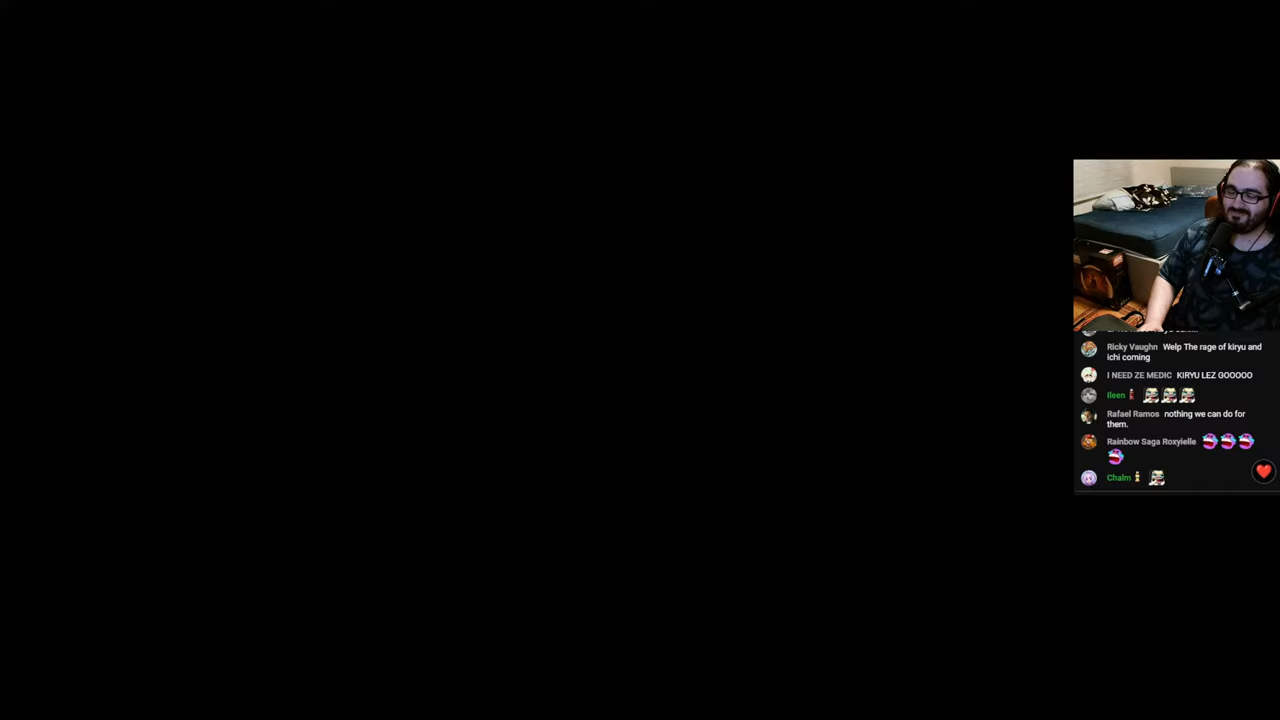 Ricky Vaughn Welp The rage of kiryu and
ichi coming
I NEED ZE MEDIC KIRYU LEZ GOOOOO
Ileen
Rafael Ramos nothing we can do for
them.
Rainbow Saga Roxyielle
Chalm